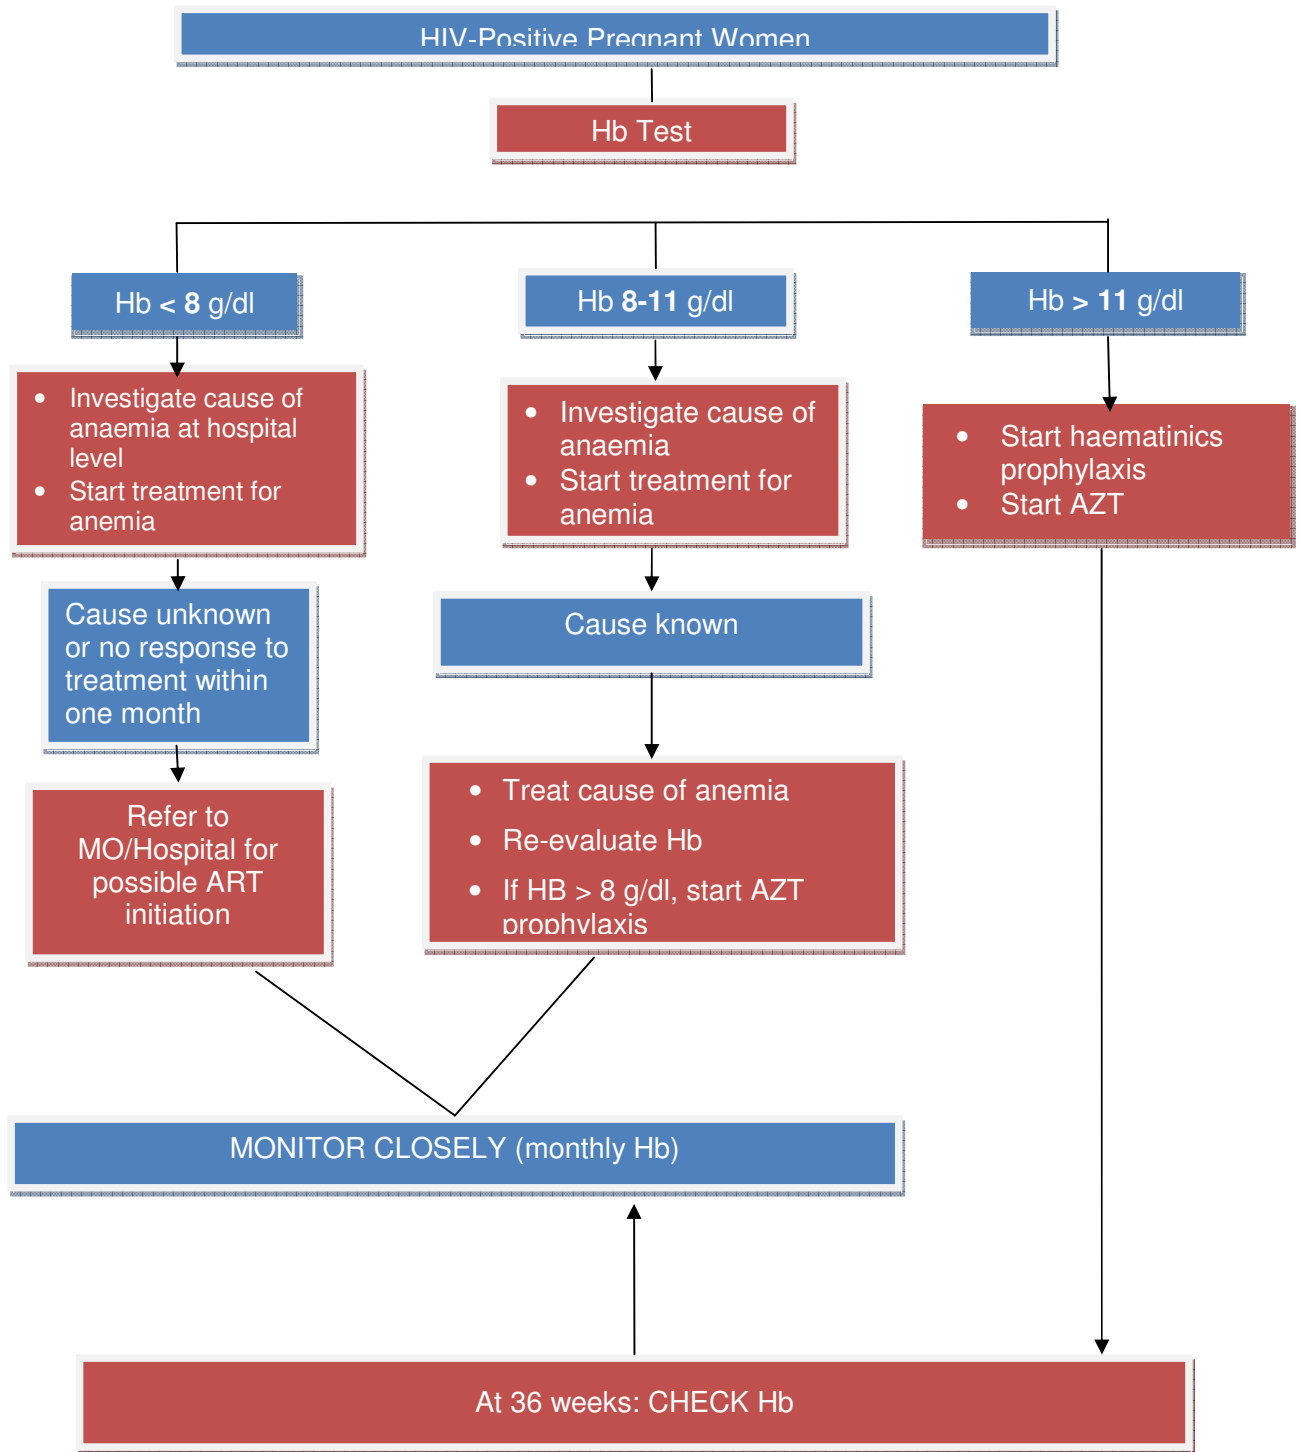 HIV-Positive Pregnant Women
Hb Test
Hb < 8 g/dl
Hb 8-11 g/dl
Hb > 11 g/dl
• Investigate cause of
anaemia at hospital
level
• Start treatment for
anemia
• Investigate cause of
anaemia
• Start treatment for
anemia
• Start haematinics
prophylaxis
• Start AZT
Cause unknown
or no response to
treatment within
one month
Cause known
Refer to
MO/Hospital for
possible ART
initiation
• Treat cause of anemia
• Re-evaluate Hb
• If HB > 8 g/dl, start AZT
prophylaxis
MONITOR CLOSELY (monthly Hb)
At 36 weeks: CHECK Hb